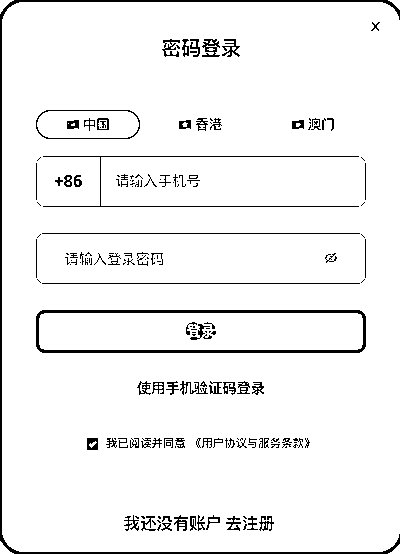 x
密码登录
中国 香港 澳门
+86 请输入手机号
请输入登录密码
登录
使用手机验证码登录
我已阅读并同意 《用户协议与服务条款》
我还没有账户 去注册